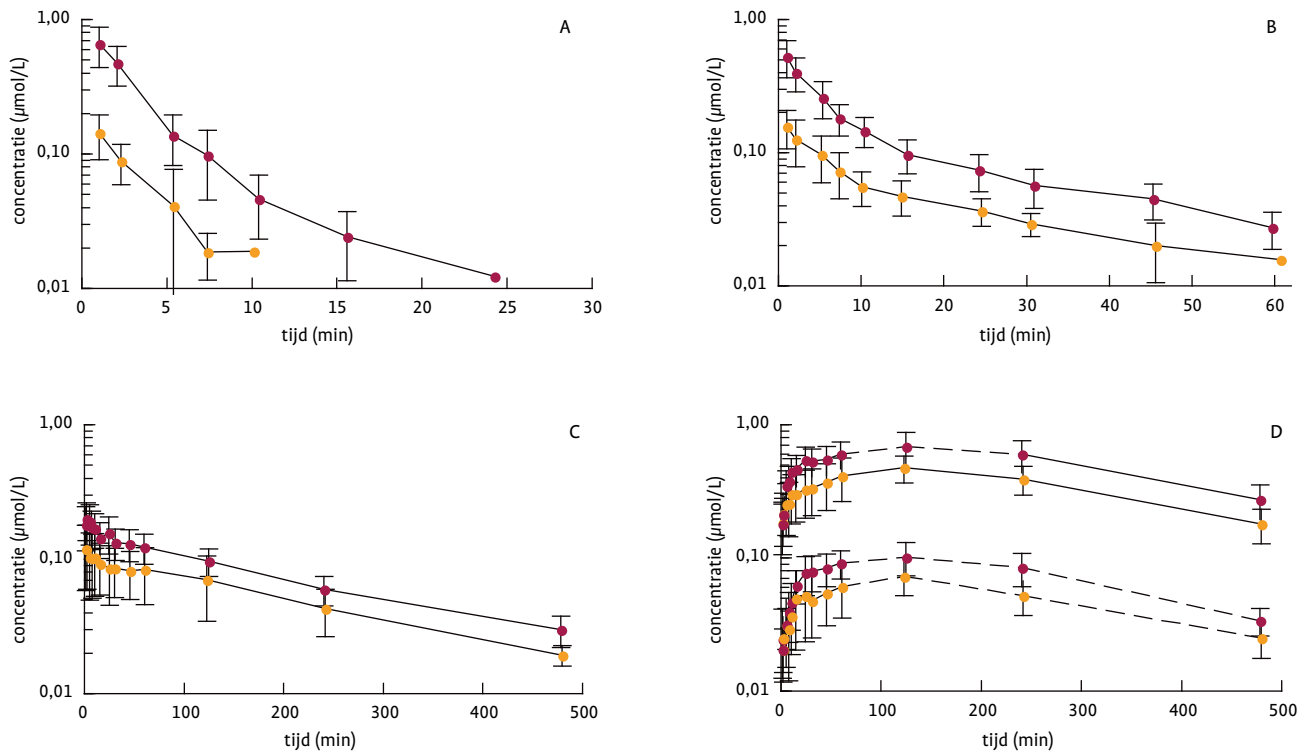 A
1,00
0,10
0,01
concentratie (µmol/L)
0 5 10 15 20 25 30
tijd (min)
B
1,00
0,10
0,01
concentratie (µmol/L)
0 10 20 30 40 50 60
tijd (min)
C
1,00
0,10
0,01
concentratie (µmol/L)
0 100 200 300 400 500
tijd (min)
D
1,00
0,10
0,01
concentratie (µmol/L)
0 100 200 300 400 500
tijd (min)